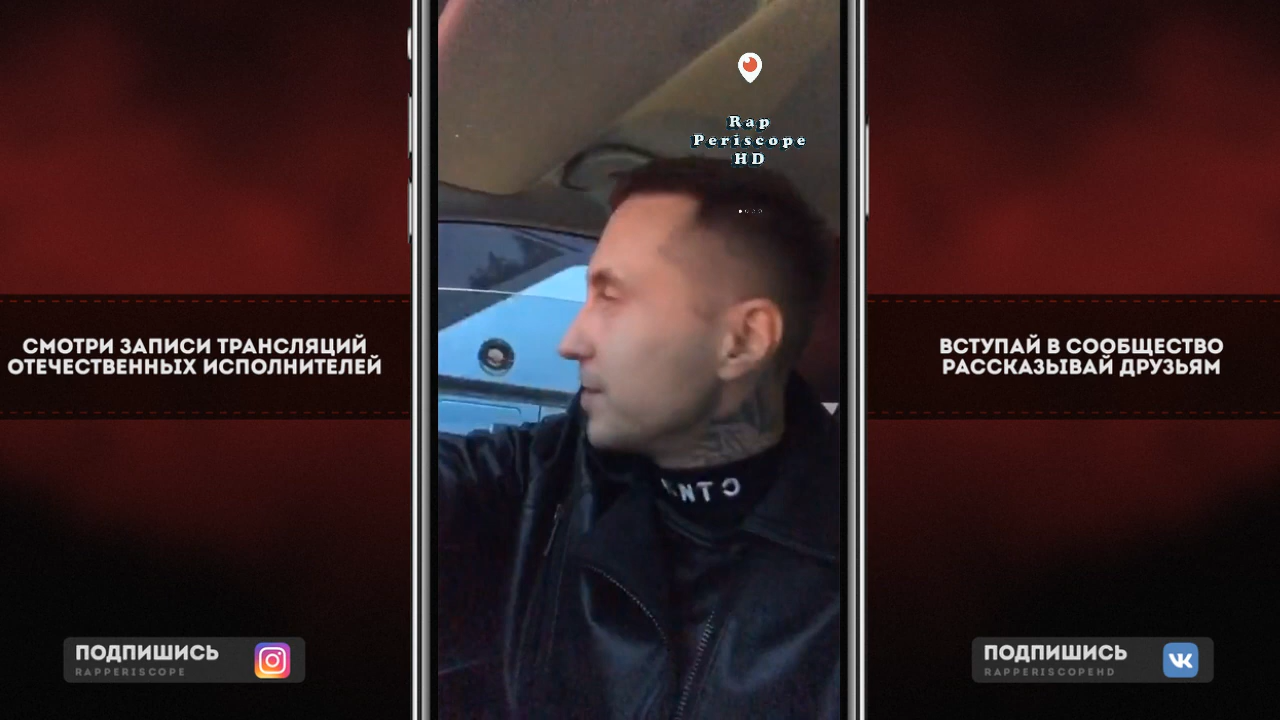 Rap
Periscope
HD
СМОТРИ ЗАПИСИ ТРАНСЛЯЦИЙ
ОТЕЧЕСТВЕННЫХ ИСПОЛНИТЕЛЕЙ
ВСТУПАЙ В СООБЩЕСТВО
РАССКАЗЫВАЙ ДРУЗЬЯМ
ПОДПИШИСЬ
RAPPERISCOPE
ПОДПИШИСЬ
RAPPERISCOPEHD